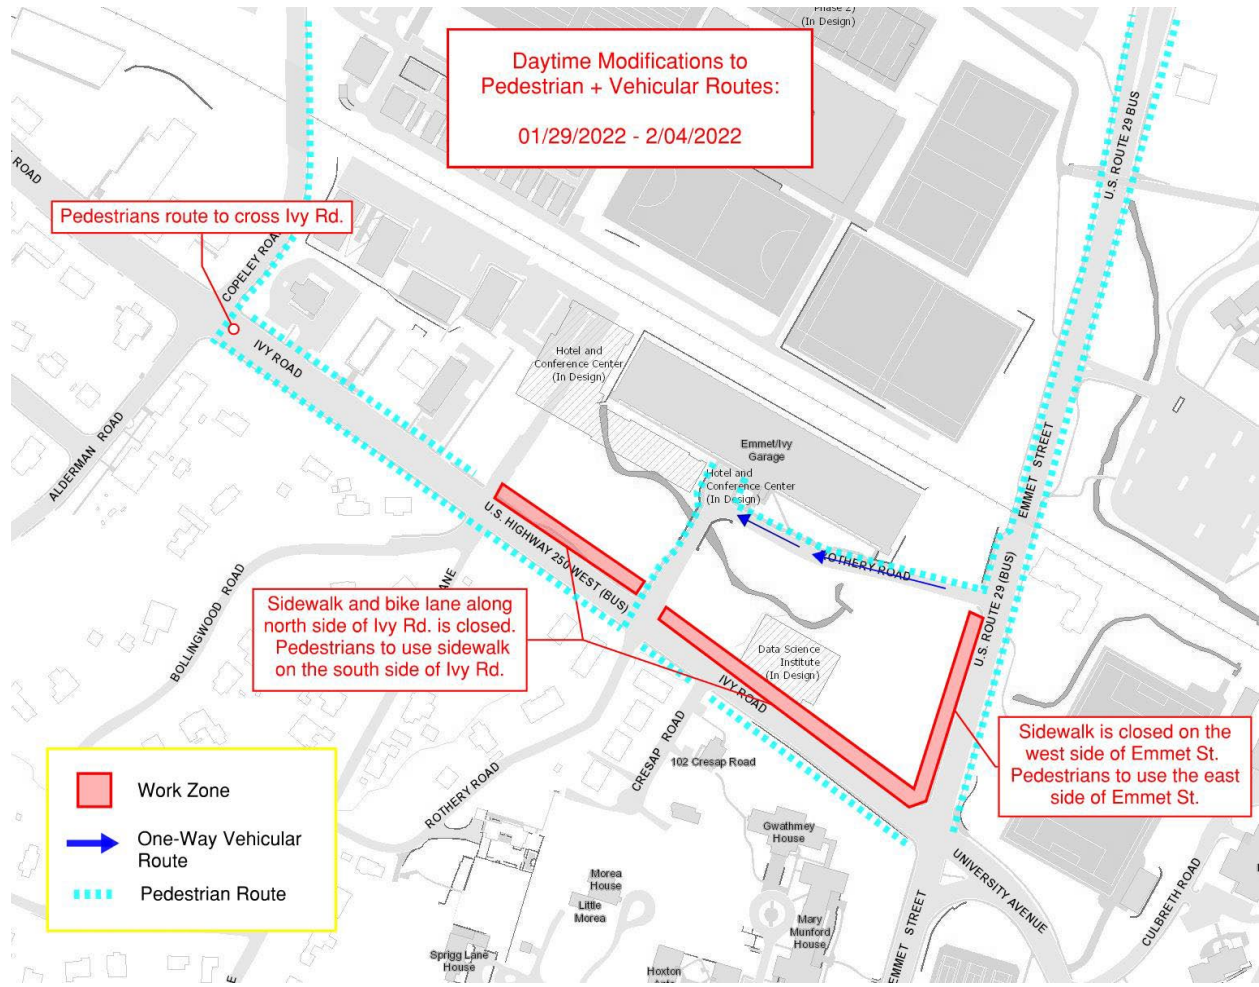 Phase 2)
(In Design)
Daytime Modifications to
Pedestrian + Vehicular Routes:
01/29/2022 - 2/04/2022
U.S. ROUTE 29 BUS
ROAD
Pedestrians route to cross Ivy Rd.
COPELEY ROAD
IVY ROAD
Hotel and
Conference Center
(In Design)
ALDERMAN ROAD
Emmet/Ivy
Garage
Hotel and
Conference Center
(In Design)
EMMET STREET
U.S. HIGHWAY 250 WEST (BUS)
ROTHERY ROAD
U.S. ROUTE 29 (BUS)
BOLLINGWOOD ROAD
ANE
Sidewalk and bike lane along
north side of Ivy Rd. is closed.
Pedestrians to use sidewalk
on the south side of Ivy Rd.
Data Science
Institute
(In Design)
IVY ROAD
Sidewalk is closed on the
west side of Emmet St.
Pedestrians to use the east
side of Emmet St.
CRESAP ROAD
102 Cresap Road
ROTHERY ROAD
Work Zone
One-Way Vehicular
Route
Pedestrian Route
Gwathmey
House
UNIVERSITY AVENUE
CULBRETH ROAD
Morea
House
Little
Morea
Mary
Munford
House
EMMET STREET
Sprigg Lane
House
Hoxton
E